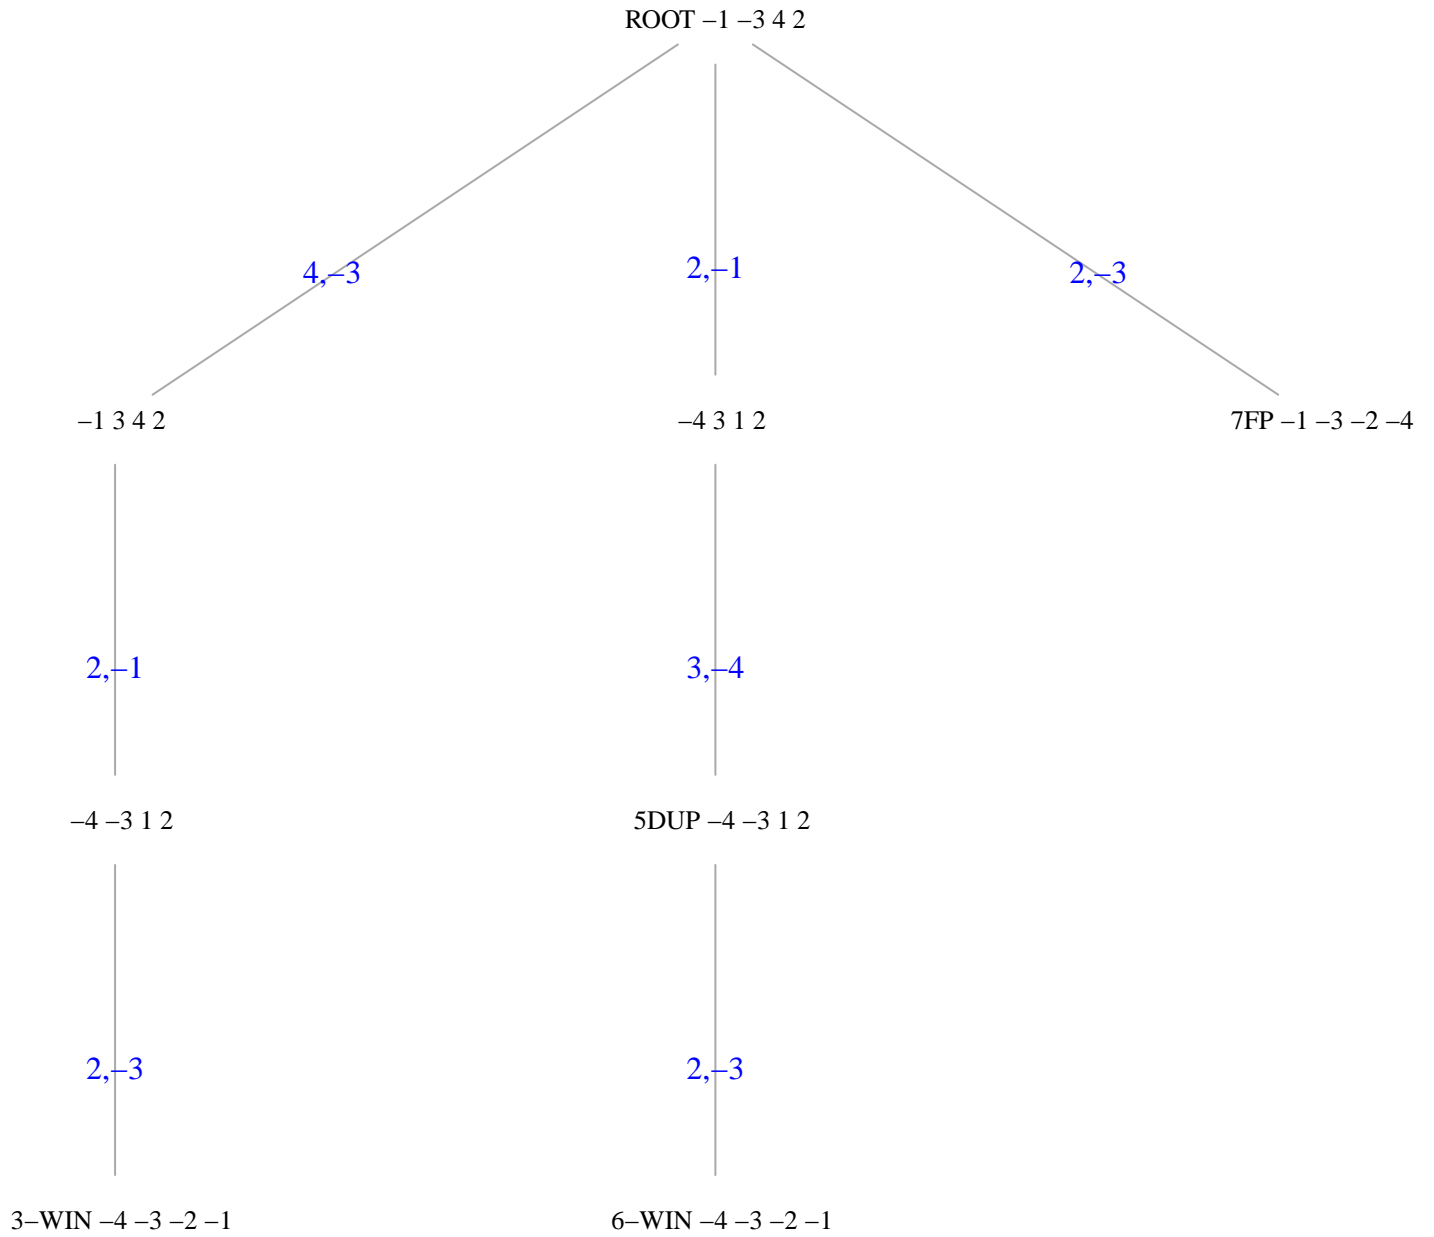 ROOT –1 –3 4 2
4,–3
2,–1
2,–3
–1 3 4 2
–4 3 1 2
7FP –1 –3 –2 –4
2,–1
3,–4
–4 –3 1 2
5DUP –4 –3 1 2
2,–3
2,–3
3–WIN –4 –3 –2 –1
6–WIN –4 –3 –2 –1